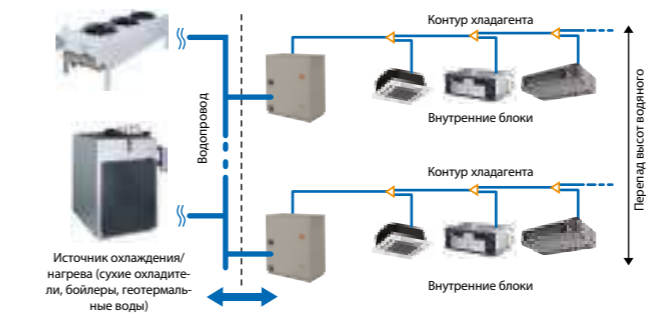 Контур хладагента
Внутренние блоки
Водопровод
Контур хладагента
Внутренние блоки
Источник охлаждения/
нагрева (сухие охладите-
ли, бойлеры, геотермаль-
ные воды)
Перепад высот водяного